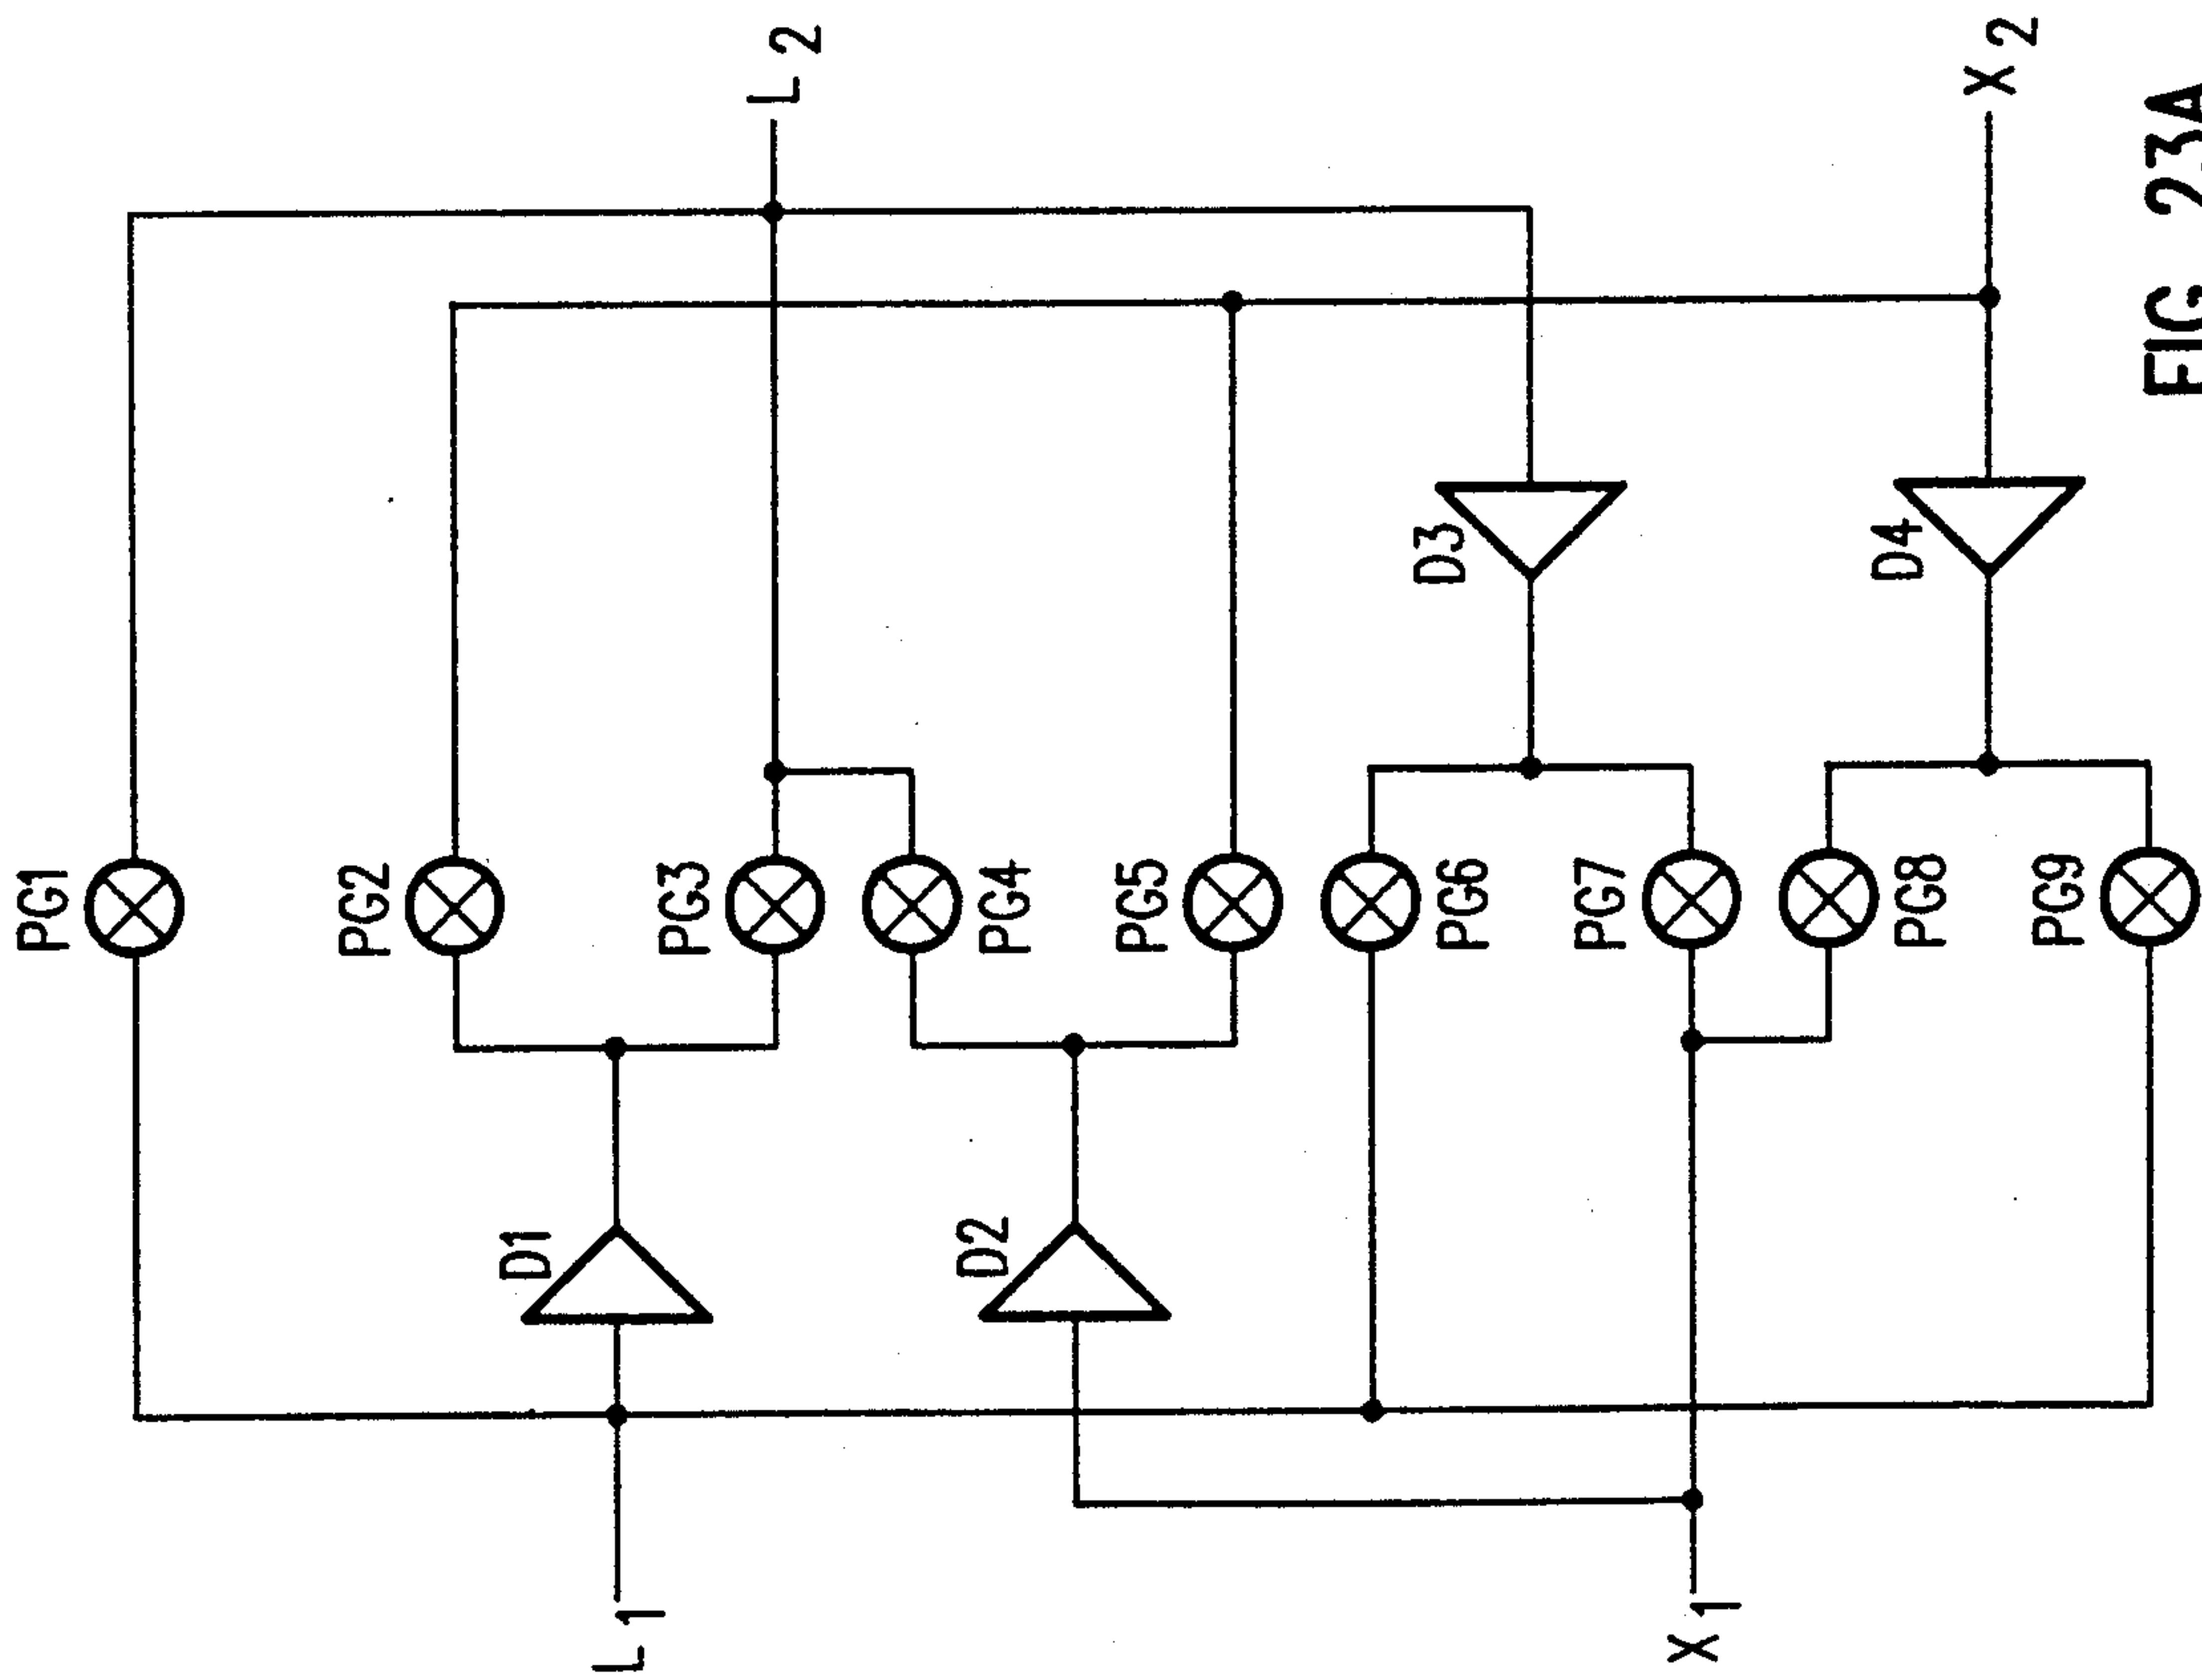 PG1
PG2
D1
L1
L2
PG3
PG4
D2
PG5
PG6
D3
PG7
X1
PG8
D4
X2
PG9
FIG 23A